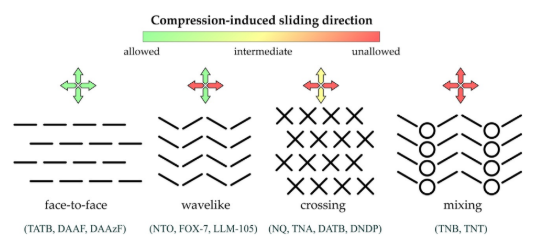 Compression-induced sliding direction
allowed intermediate unallowed
face-to-face wavelike crossing mixing
(TATB, DAAF, DAAzF) (NTO, FOX-7, LLM-105) (NQ, TNA, DATB, DNDP) (TNB, TNT)